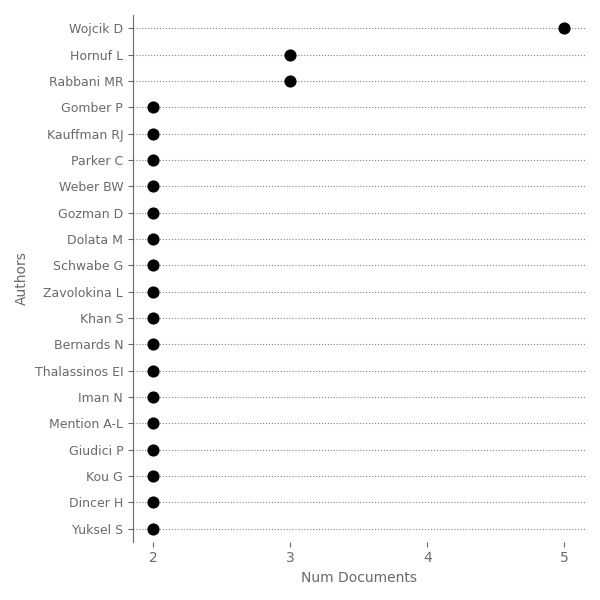 Wojcik D
Hornuf L
Rabbani MR
Gomber P
Kauffman RJ
Parker C
Weber BW
Gozman D
Dolata M
Schwabe G
Zavolokina L
Khan S
Bernards N
Thalassinos EI
Iman N
Mention A-L
Giudici P
Kou G
Dincer H
Yuksel S
Authors
2 3 4 5
Num Documents